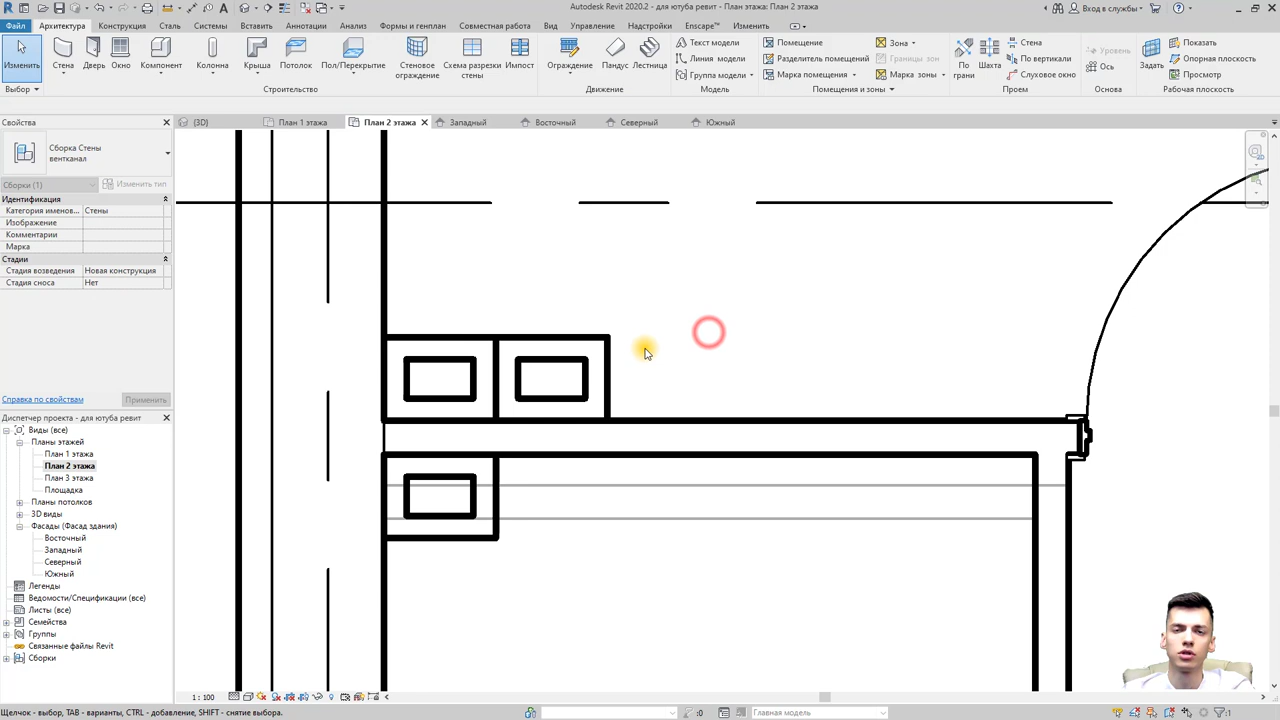 Autodesk Revit 2020.2 - для ютуба ревит - План этажа: План 2 этажа
Вход в службы
Файл Архитектура Конструкция Сталь Системы Вставить Аннотации Анализ Формы и генплан Совместная работа Вид Управление Надстройки Enscape™ Изменить
Изменить Стена Дверь Окно Компонент Колонна Крыша Потолок Пол/Перекрытие Стеновое ограждение Схема разрезки стены Импост Ограждение Пандус Лестница
Текст модели
Линия модели
Группа модели
Помещение
Разделитель помещений
Марка помещения
Зона
Границы зон
Марка зоны
По грани
Шахта
Стена
По вертикали
Слуховое окно
Уровень
Ось
Задать
Показать
Опорная плоскость
Просмотр
Выбор Строительство Движение Модель Помещения и зоны Проем Основа Рабочая плоскость
Свойства
{3D} План 1 этажа План 2 этажа Западный Восточный Северный Южный
Сборка Стены
вентканал
Сборки (1) Изменить тип
Идентификация
Категория именов... Стены
Изображение
Комментарии
Марка
Стадии
Стадия возведения Новая конструкция
Стадия сноса Нет
Справка по свойствам Применить
Диспетчер проекта - для ютуба ревит
Виды (все)
Планы этажей
План 1 этажа
План 2 этажа
План 3 этажа
Площадка
Планы потолков
3D виды
Фасады (Фасад здания)
Восточный
Западный
Северный
Южный
Легенды
Ведомости/Спецификации (все)
Листы (все)
Семейства
Группы
Связанные файлы Revit
Сборки
1 : 100
Щелчок - выбор, TAB - варианты, CTRL - добавление, SHIFT - снятие выбора. :0 Главная модель :1